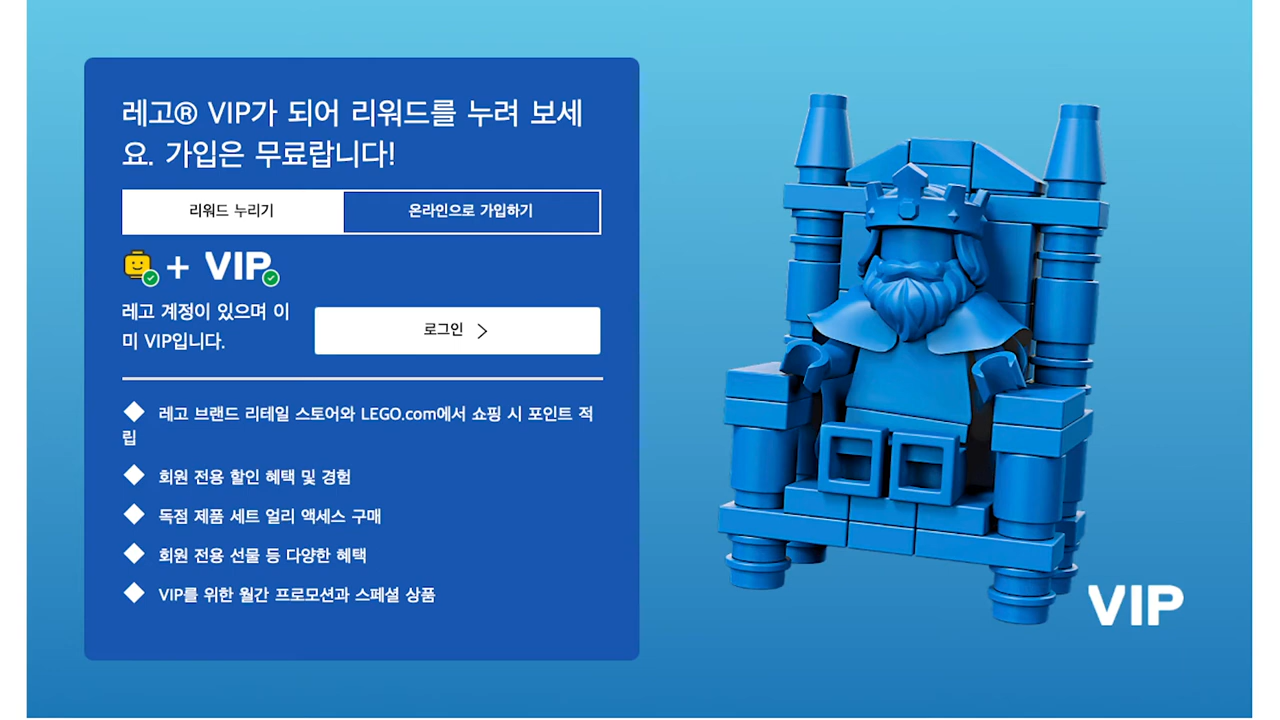 레고® VIP가 되어 리워드를 누려 보세
요. 가입은 무료랍니다!
리워드 누리기
온라인으로 가입하기
+ VIP
레고 계정이 있으며 이
미 VIP입니다.
로그인
레고 브랜드 리테일 스토어와 LEGO.com에서 쇼핑 시 포인트 적
립
회원 전용 할인 혜택 및 경험
독점 제품 세트 얼리 액세스 구매
회원 전용 선물 등 다양한 혜택
VIP를 위한 월간 프로모션과 스페셜 상품
VIP